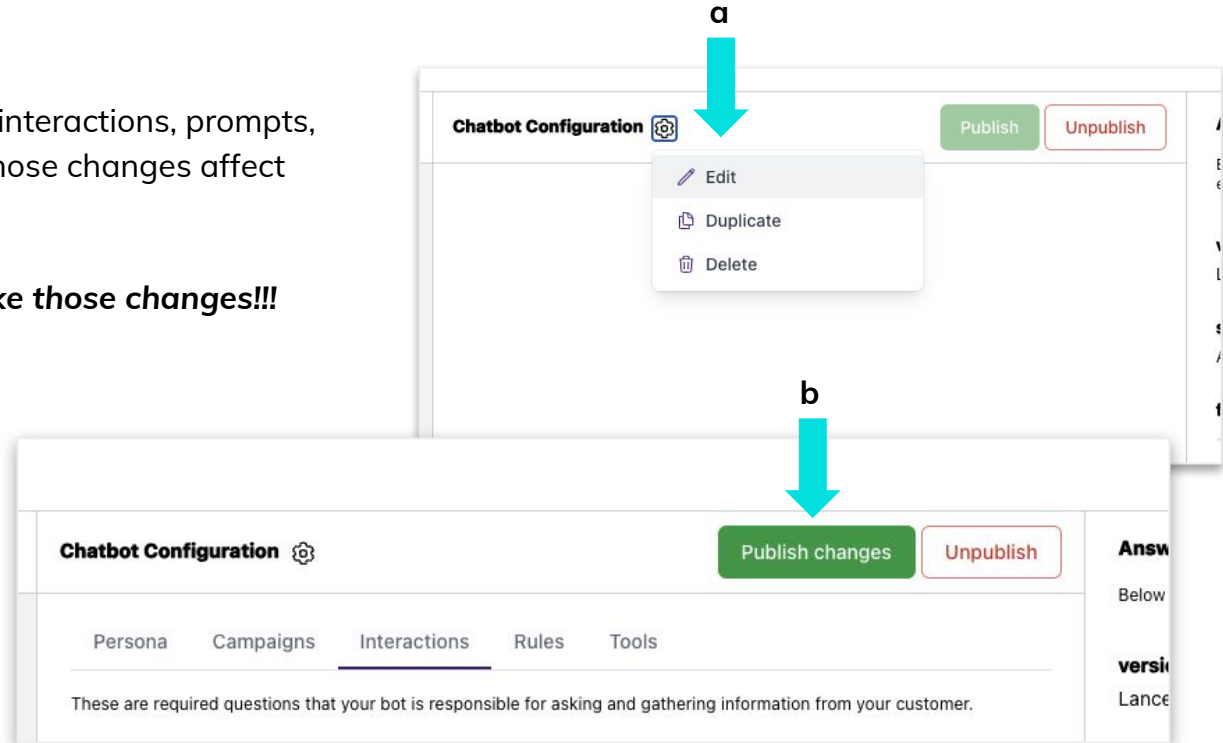 a
interactions, prompts,
those changes affect
those changes!!!
Chatbot Configuration
Publish
Unpublish
Edit
Duplicate
Delete
b
Chatbot Configuration
Publish changes
Unpublish
Answ
Below
Persona
Campaigns
Interactions
Rules
Tools
These are required questions that your bot is responsible for asking and gathering information from your customer.
versi
Lance